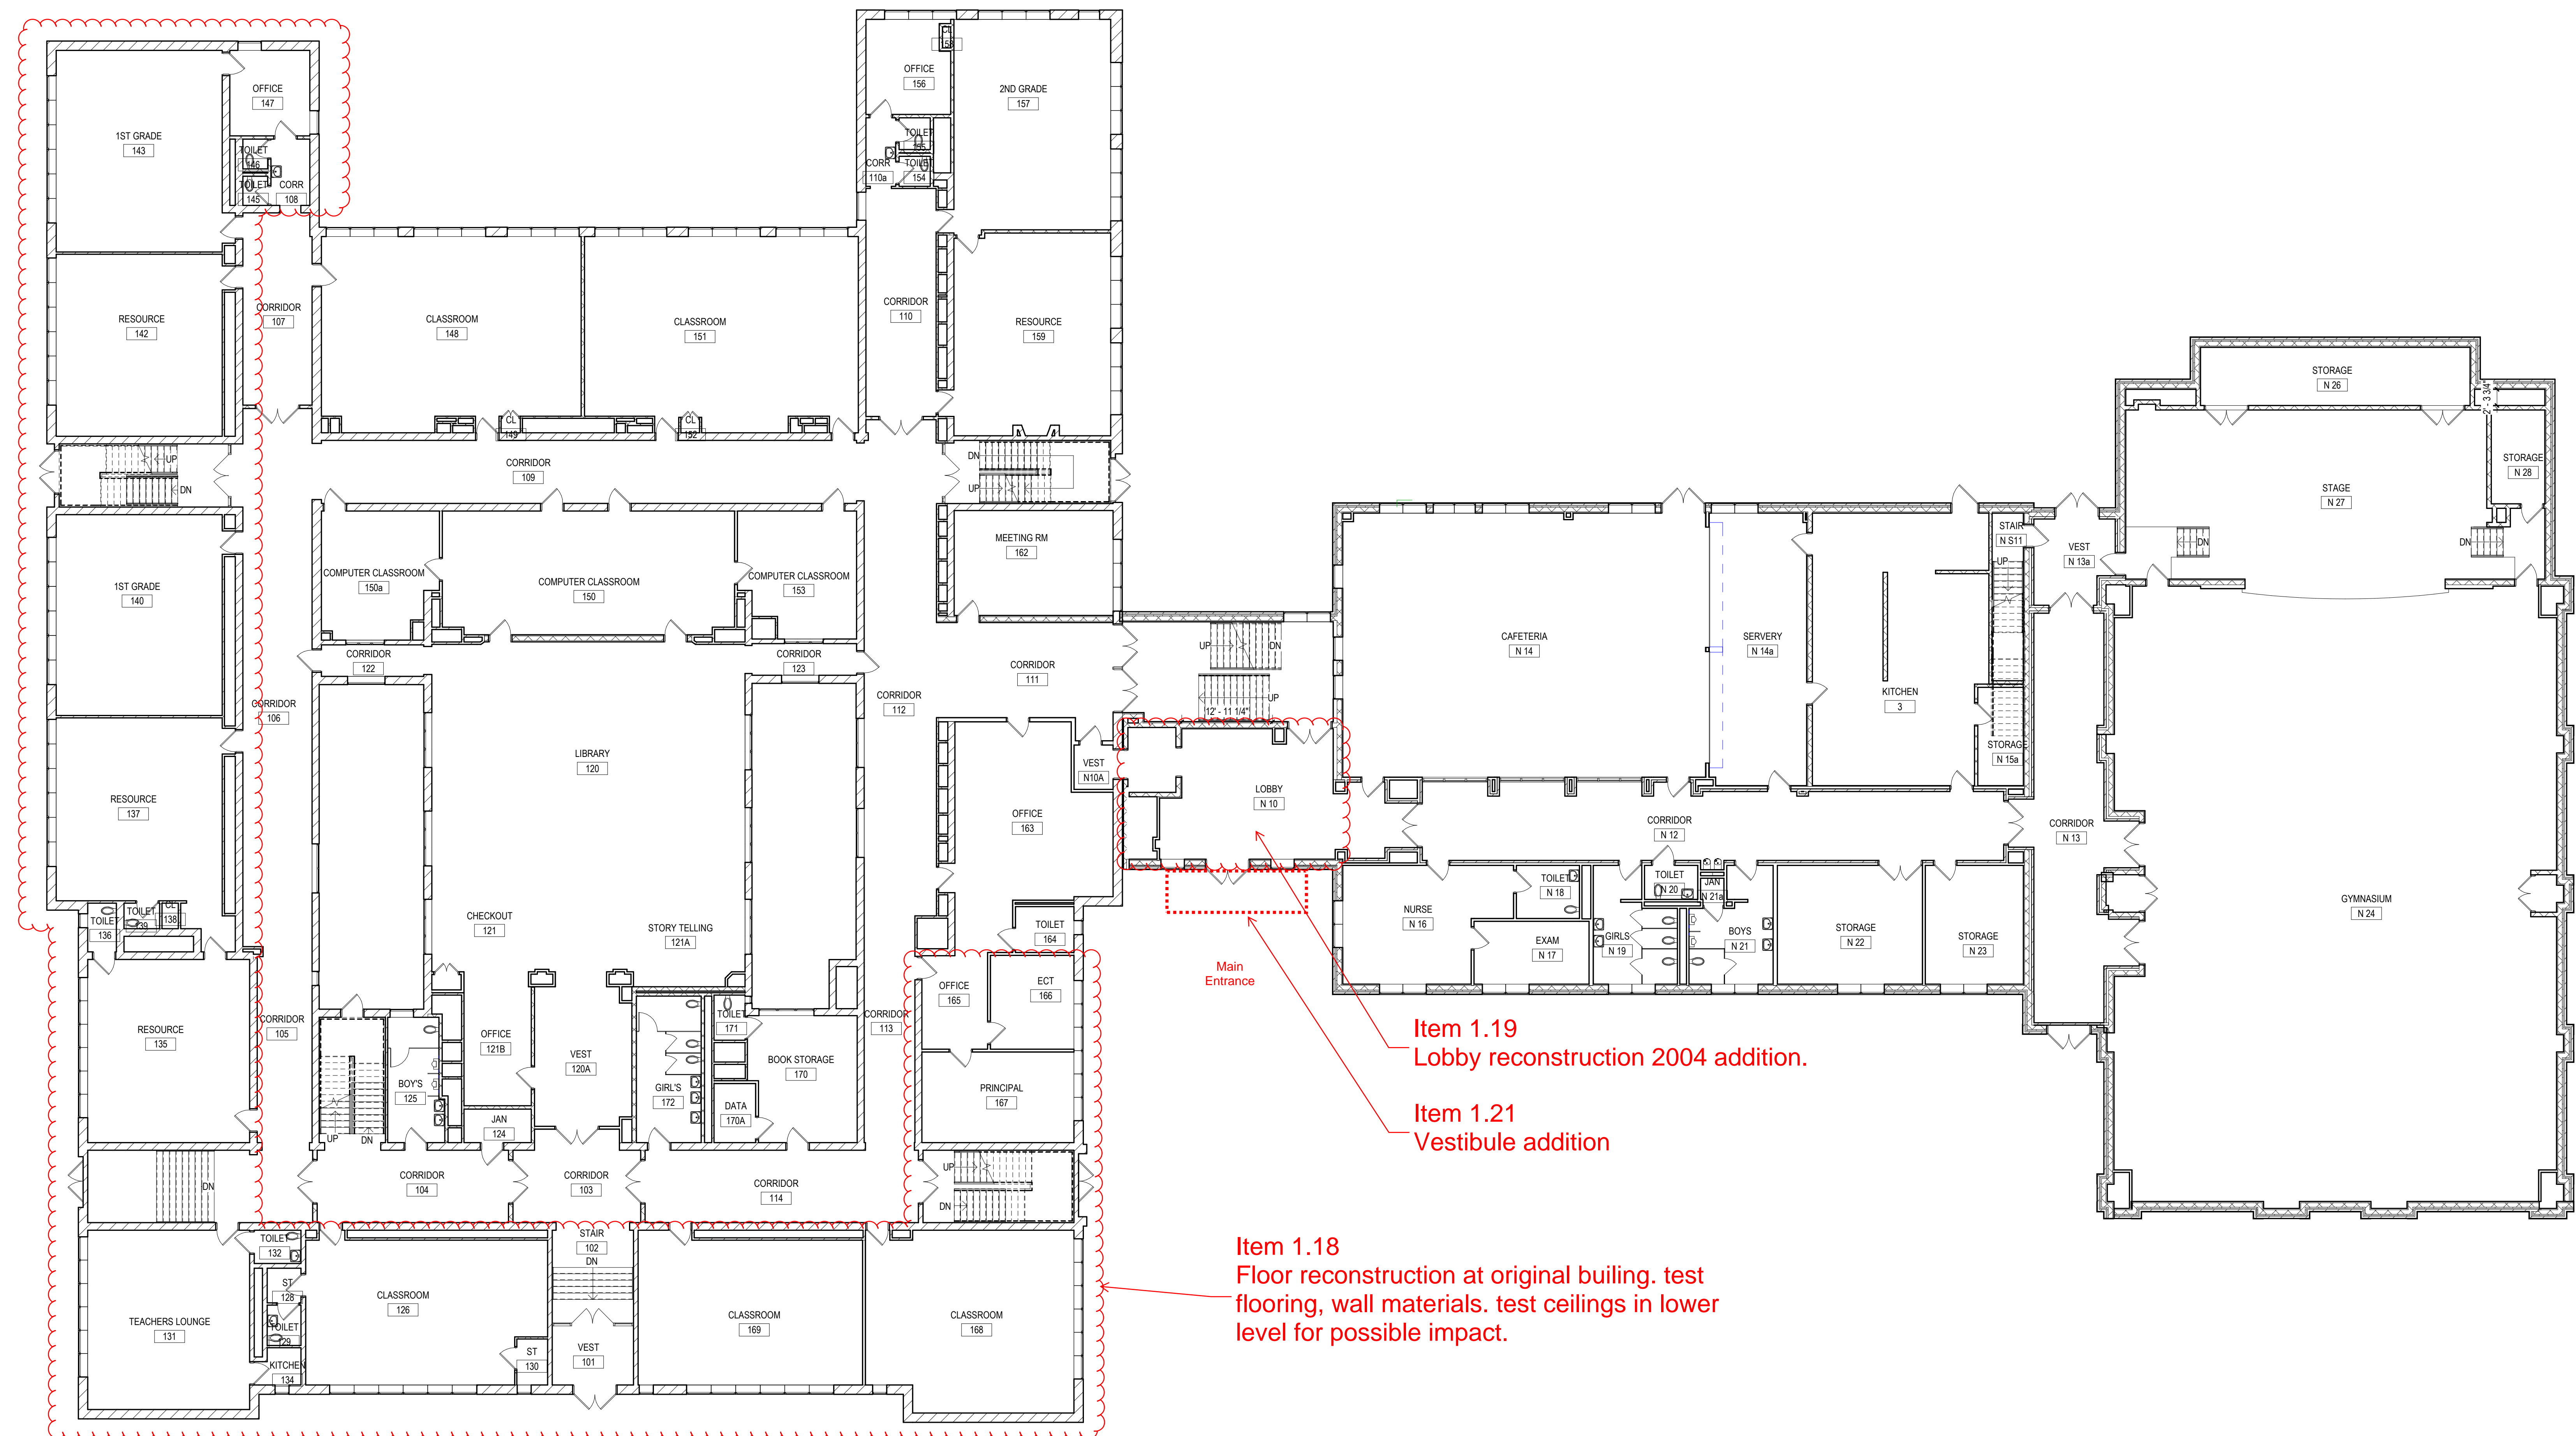 OFFICE
147
1ST GRADE
143
TOILET
146
TOILET
145
CORR
108
CL
158
OFFICE
156
2ND GRADE
157
TOILET
155
CORR
110a
TOILET
154
RESOURCE
142
CORRIDOR
107
CLASSROOM
148
CLASSROOM
151
CORRIDOR
110
RESOURCE
159
CL
149
CL
152
UP
DN
CORRIDOR
109
DN
UP
1ST GRADE
140
COMPUTER CLASSROOM
150a
COMPUTER CLASSROOM
150
COMPUTER CLASSROOM
153
MEETING RM
162
CORRIDOR
122
CORRIDOR
123
CORRIDOR
111
CORRIDOR
106
CORRIDOR
112
UP
DN
UP
12' - 11 1/4"
LIBRARY
120
RESOURCE
137
VEST
N10A
LOBBY
N 10
OFFICE
163
TOILET
136
TOILET
139
CL
138
CHECKOUT
121
STORY TELLING
121A
TOILET
164
RESOURCE
135
CORRIDOR
105
OFFICE
121B
VEST
120A
BOY'S
125
JAN
124
GIRL'S
172
TOILET
171
BOOK STORAGE
170
DATA
170A
CORRIDOR
113
OFFICE
165
ECT
166
PRINCIPAL
167
UP
DN
DN
CORRIDOR
104
CORRIDOR
103
CORRIDOR
114
UP
DN
TOILET
132
ST
128
TOILET
129
KITCHEN
134
TEACHERS LOUNGE
131
CLASSROOM
126
ST
130
STAIR
102
DN
VEST
101
CLASSROOM
169
CLASSROOM
168
STORAGE
N 26
2' - 3 3/4"
STORAGE
N 28
STAGE
N 27
DN
DN
STAIR
N S11
UP
VEST
N 13a
CAFETERIA
N 14
SERVERY
N 14a
KITCHEN
3
STORAGE
N 15a
CORRIDOR
N 12
CORRIDOR
N 13
GYMNASIUM
N 24
NURSE
N 16
TOILET
N 18
EXAM
N 17
GIRLS
N 19
TOILET
N 20
JAN
N 21a
BOYS
N 21
STORAGE
N 22
STORAGE
N 23
Main
Entrance
Item 1.19
Lobby reconstruction 2004 addition.
Item 1.21
Vestibule addition
Item 1.18
Floor reconstruction at original builing. test
flooring, wall materials. test ceilings in lower
level for possible impact.